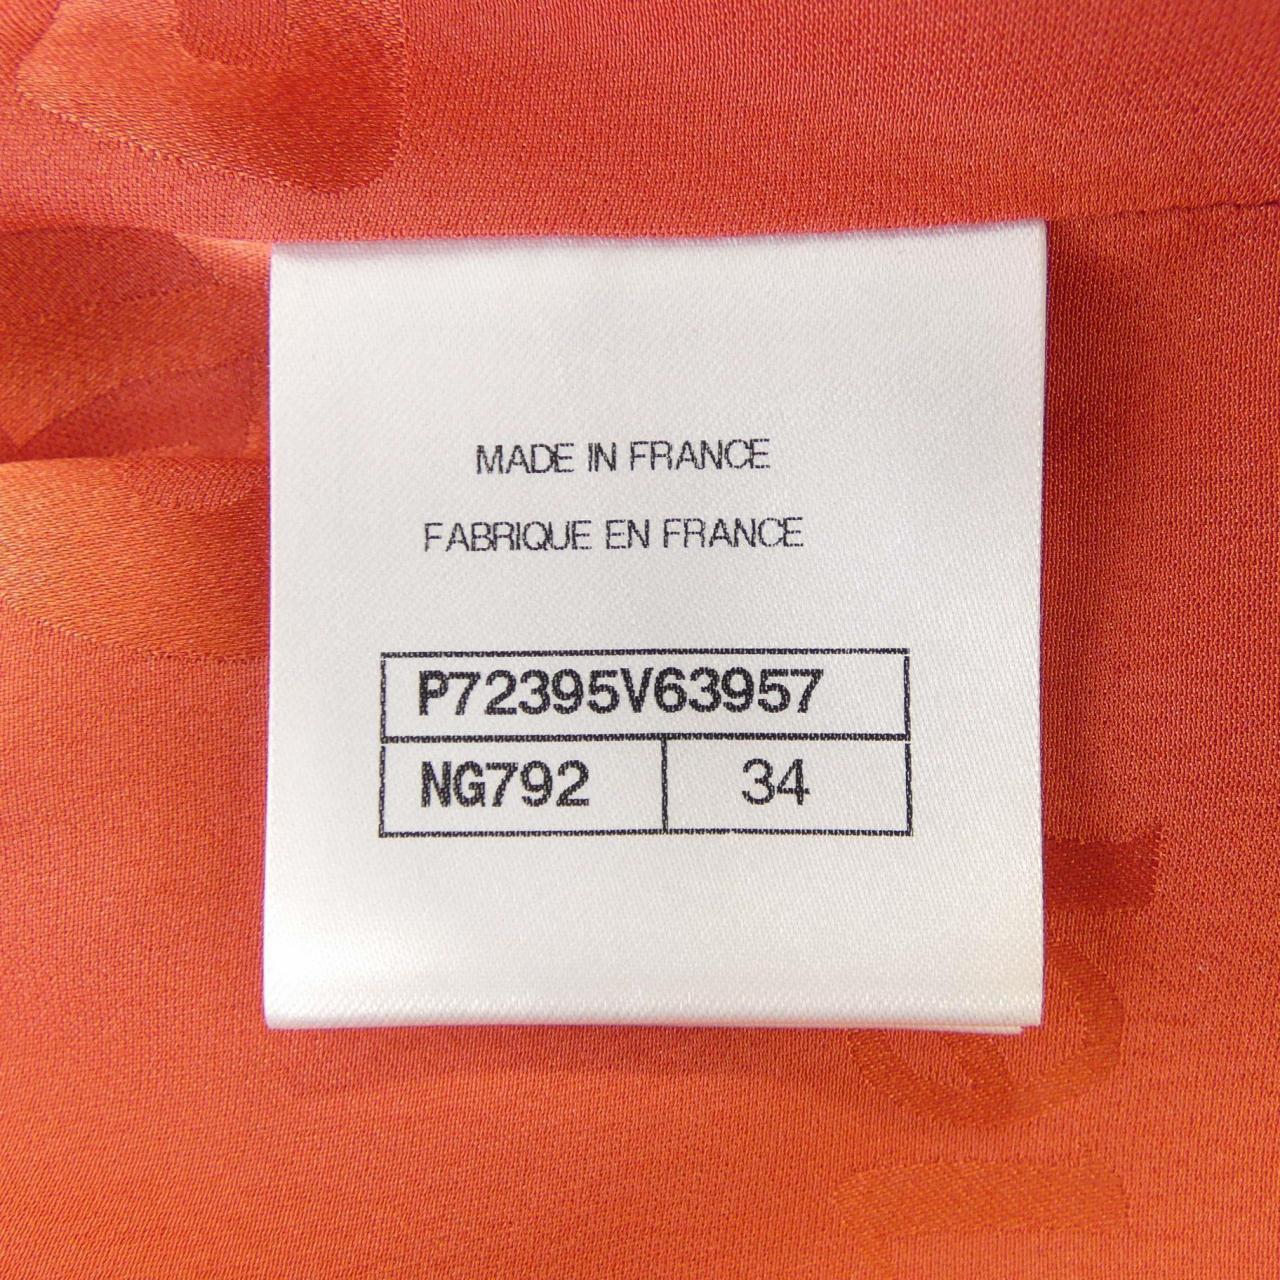 MADE IN FRANCE
FABRIQUE EN FRANCE
P72395V63957
NG792 34